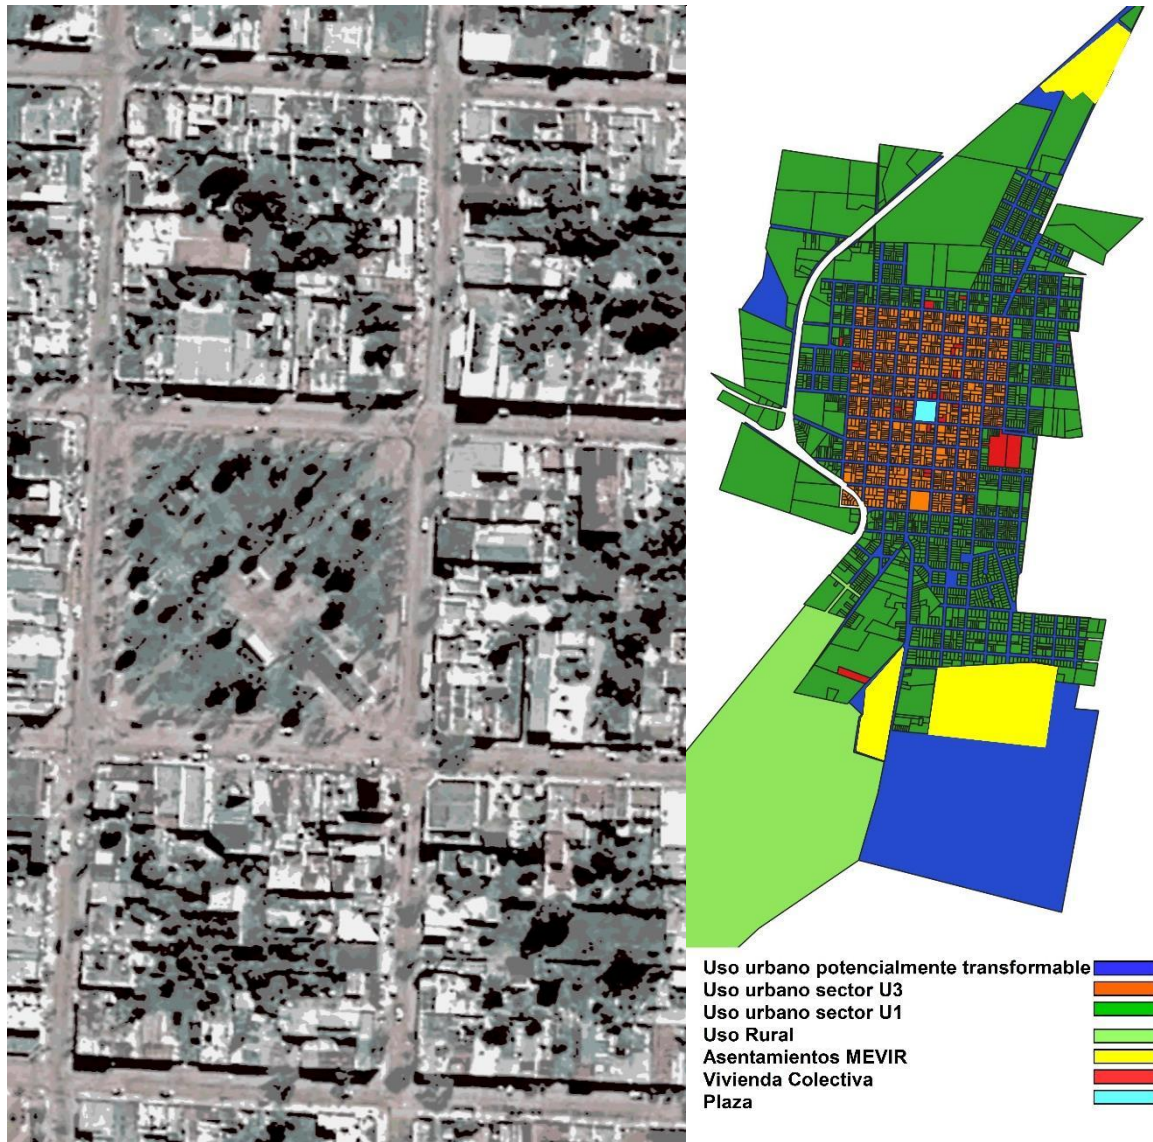 Uso urbano potencialmente transformable
Uso urbano sector U3
Uso urbano sector U1
Uso Rural
Asentamientos MEVIR
Vivienda Colectiva
Plaza